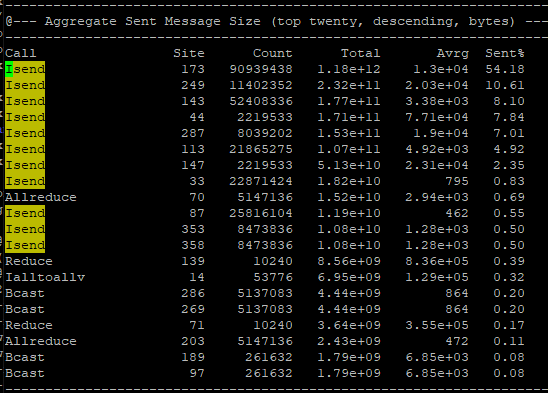 @--- Aggregate Sent Message Size (top twenty, descending, bytes) ---
Call Site Count Total Avrg Sent%
Isend 173 90939438 1.18e+12 1.3e+04 54.18
Isend 249 11402352 2.32e+11 2.03e+04 10.61
Isend 143 52408336 1.77e+11 3.38e+03 8.10
Isend 44 2219533 1.71e+11 7.71e+04 7.84
Isend 287 8039202 1.53e+11 1.9e+04 7.01
Isend 113 21865275 1.07e+11 4.92e+03 4.92
Isend 147 2219533 5.13e+10 2.31e+04 2.35
Isend 33 22871424 1.82e+10 795 0.83
Allreduce 70 5147136 1.52e+10 2.94e+03 0.69
Isend 87 25816104 1.19e+10 462 0.55
Isend 353 8473836 1.08e+10 1.28e+03 0.50
Isend 358 8473836 1.08e+10 1.28e+03 0.50
Reduce 139 10240 8.56e+09 8.36e+05 0.39
Ialltoallv 14 53776 6.95e+09 1.29e+05 0.32
Bcast 286 5137083 4.44e+09 864 0.20
Bcast 269 5137083 4.44e+09 864 0.20
Reduce 71 10240 3.64e+09 3.55e+05 0.17
Allreduce 203 5147136 2.43e+09 472 0.11
Bcast 189 261632 1.79e+09 6.85e+03 0.08
Bcast 97 261632 1.79e+09 6.85e+03 0.08